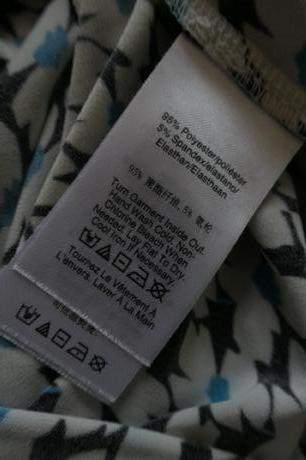 95% Polyester/poliéster
5% Spandex/elastano/
Elasthan/Elasthaan
95% 聚酯纤维, 5% 氨纶
Turn Garment Inside Out.
Hand Wash Cold. Non-
Chlorine Bleach When
Needed. Lay Flat To Dry.
Cool Iron If Necessary.
Tournez Le Vêtement À
L'envers. Laver À La Main